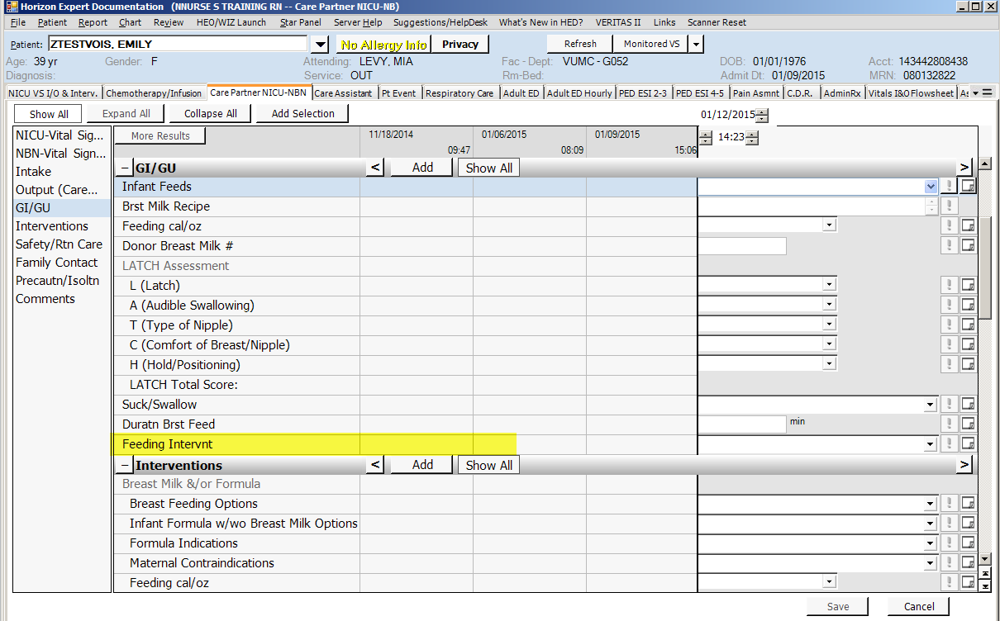 Horizon Expert Documentation (NNURSE S TRAINING RN -- Care Partner NICU-NB)
File Patient Report Chart Review HEO/WIZ Launch Star Panel Server Help Suggestions/HelpDesk What's New in HED? VERITAS II Links Scanner Reset
Patient: ZTESTVOIS, EMILY No Allergy Info Privacy Refresh Monitored VS
Age: 39 yr Gender: F Attending: LEVY, MIA Fac - Dept: VUMC - G052 DOB: 01/01/1976 Acct: 143442808438
Diagnosis: Service: OUT Rm-Bed: Admit Dt: 01/09/2015 MRN: 080132822
NICU VS I/O & Interv. Chemotherapy/Infusion Care Partner NICU-NBN Care Assistant Pt Event Respiratory Care Adult ED Adult ED Hourly PED ESI 2-3 PED ESI 4-5 Pain Asmnt C.D.R. AdminRx Vitals I&O Flowsheet As
Show All Expand All Collapse All Add Selection 01/12/2015
NICU-Vital Sig... More Results 11/18/2014 01/06/2015 01/09/2015 14:23
NBN-Vital Sign... 09:47 08:09 15:06
Intake − GI/GU < Add Show All >
Output (Care... Infant Feeds
GI/GU Brst Milk Recipe
Interventions Feeding cal/oz
Safety/Rtn Care Donor Breast Milk #
Family Contact LATCH Assessment
Precautn/Isoltn L (Latch)
Comments A (Audible Swallowing)
T (Type of Nipple)
C (Comfort of Breast/Nipple)
H (Hold/Positioning)
LATCH Total Score:
Suck/Swallow
Duratn Brst Feed min
Feeding Intervnt
− Interventions < Add Show All >
Breast Milk &/or Formula
Breast Feeding Options
Infant Formula w/wo Breast Milk Options
Formula Indications
Maternal Contraindications
Feeding cal/oz
Save Cancel